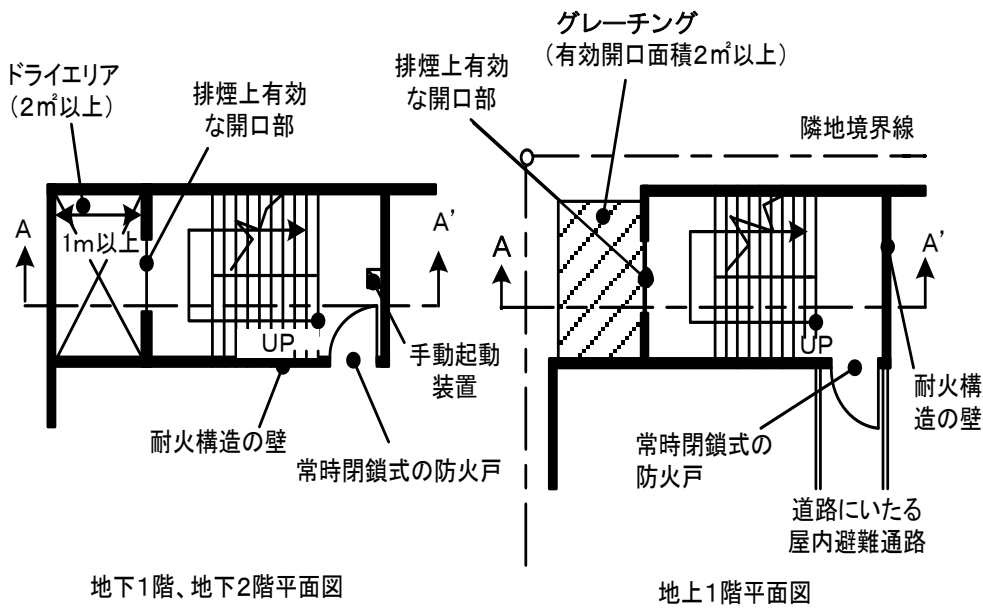 ドライエリア
(2㎡以上)
排煙上有効
な開口部
A
1m以上
A’
UP
手動起動
装置
耐火構造の壁
常時閉鎖式の防火戸
地下1階、地下2階平面図
グレーチング
(有効開口面積2㎡以上)
排煙上有効
な開口部
隣地境界線
A
A’
UP
耐火構
造の壁
常時閉鎖式の
防火戸
道路にいたる
屋内避難通路
地上1階平面図